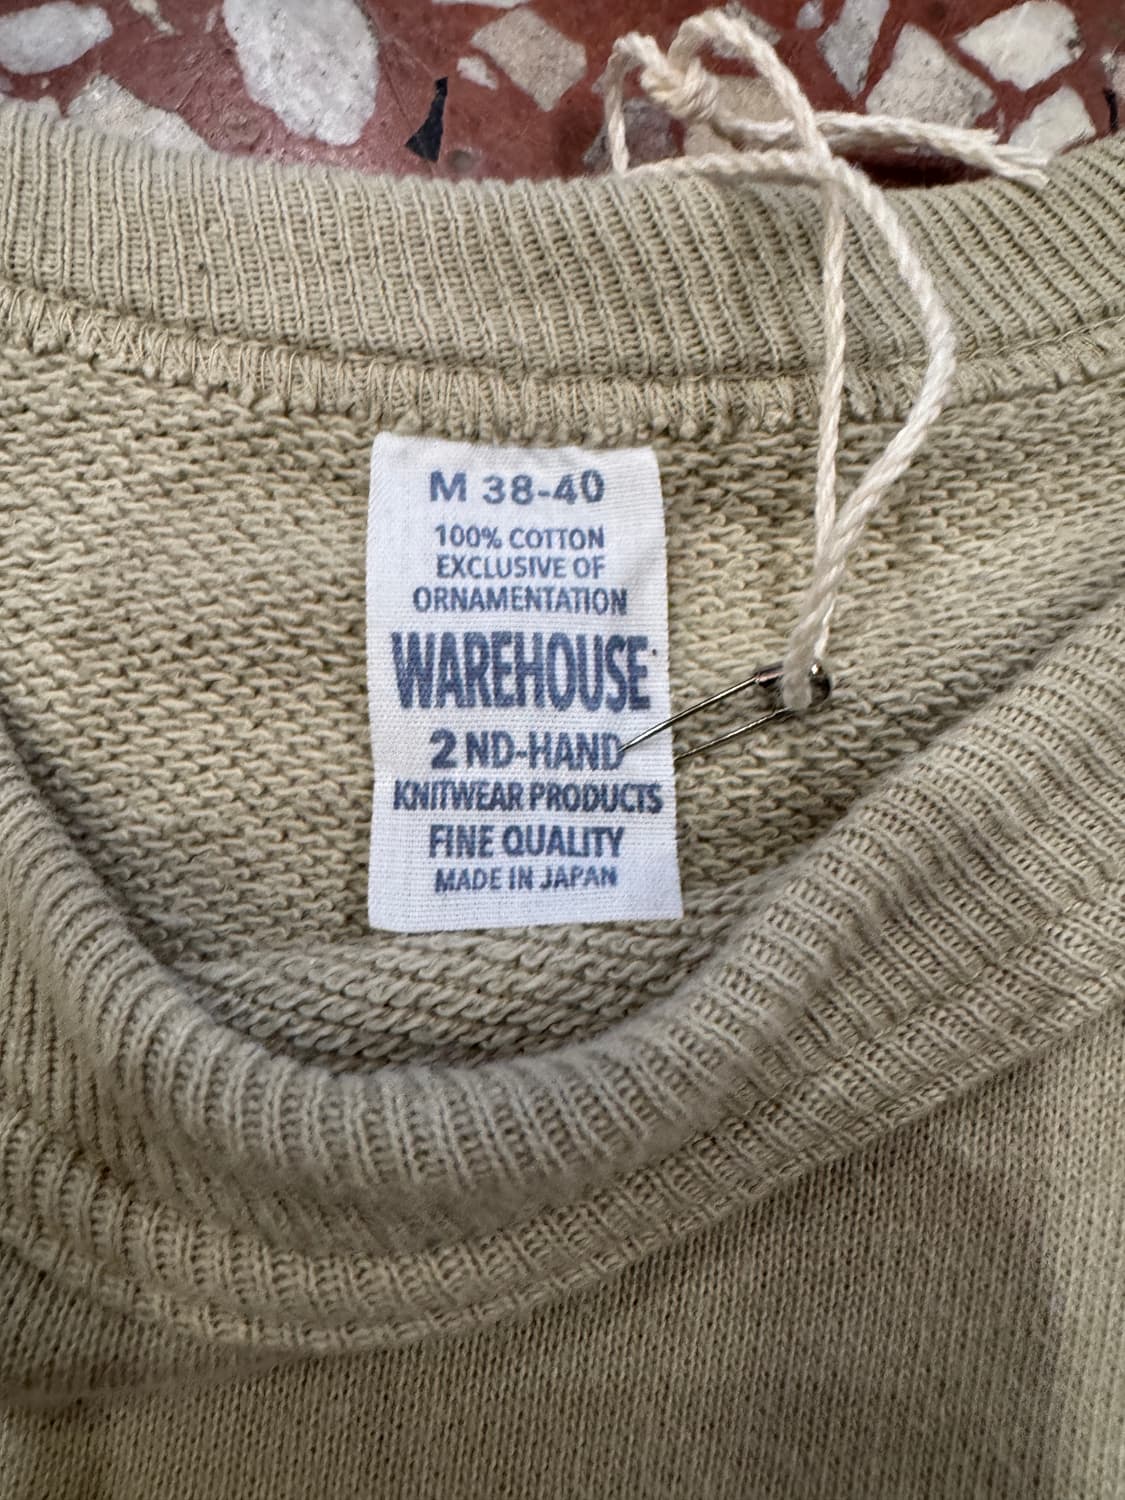 M 38-40
100% COTTON
EXCLUSIVE OF
ORNAMENTATION
WAREHOUSE
2 ND-HAND
KNITWEAR PRODUCTS
FINE QUALITY
MADE IN JAPAN